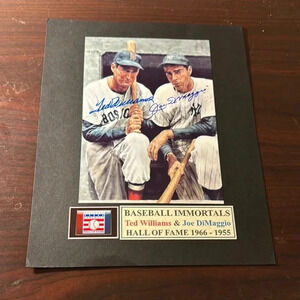 Ted Williams
Joe DiMaggio
BASEBALL IMMORTALS
Ted Williams & Joe DiMaggio
HALL OF FAME 1966 - 1955